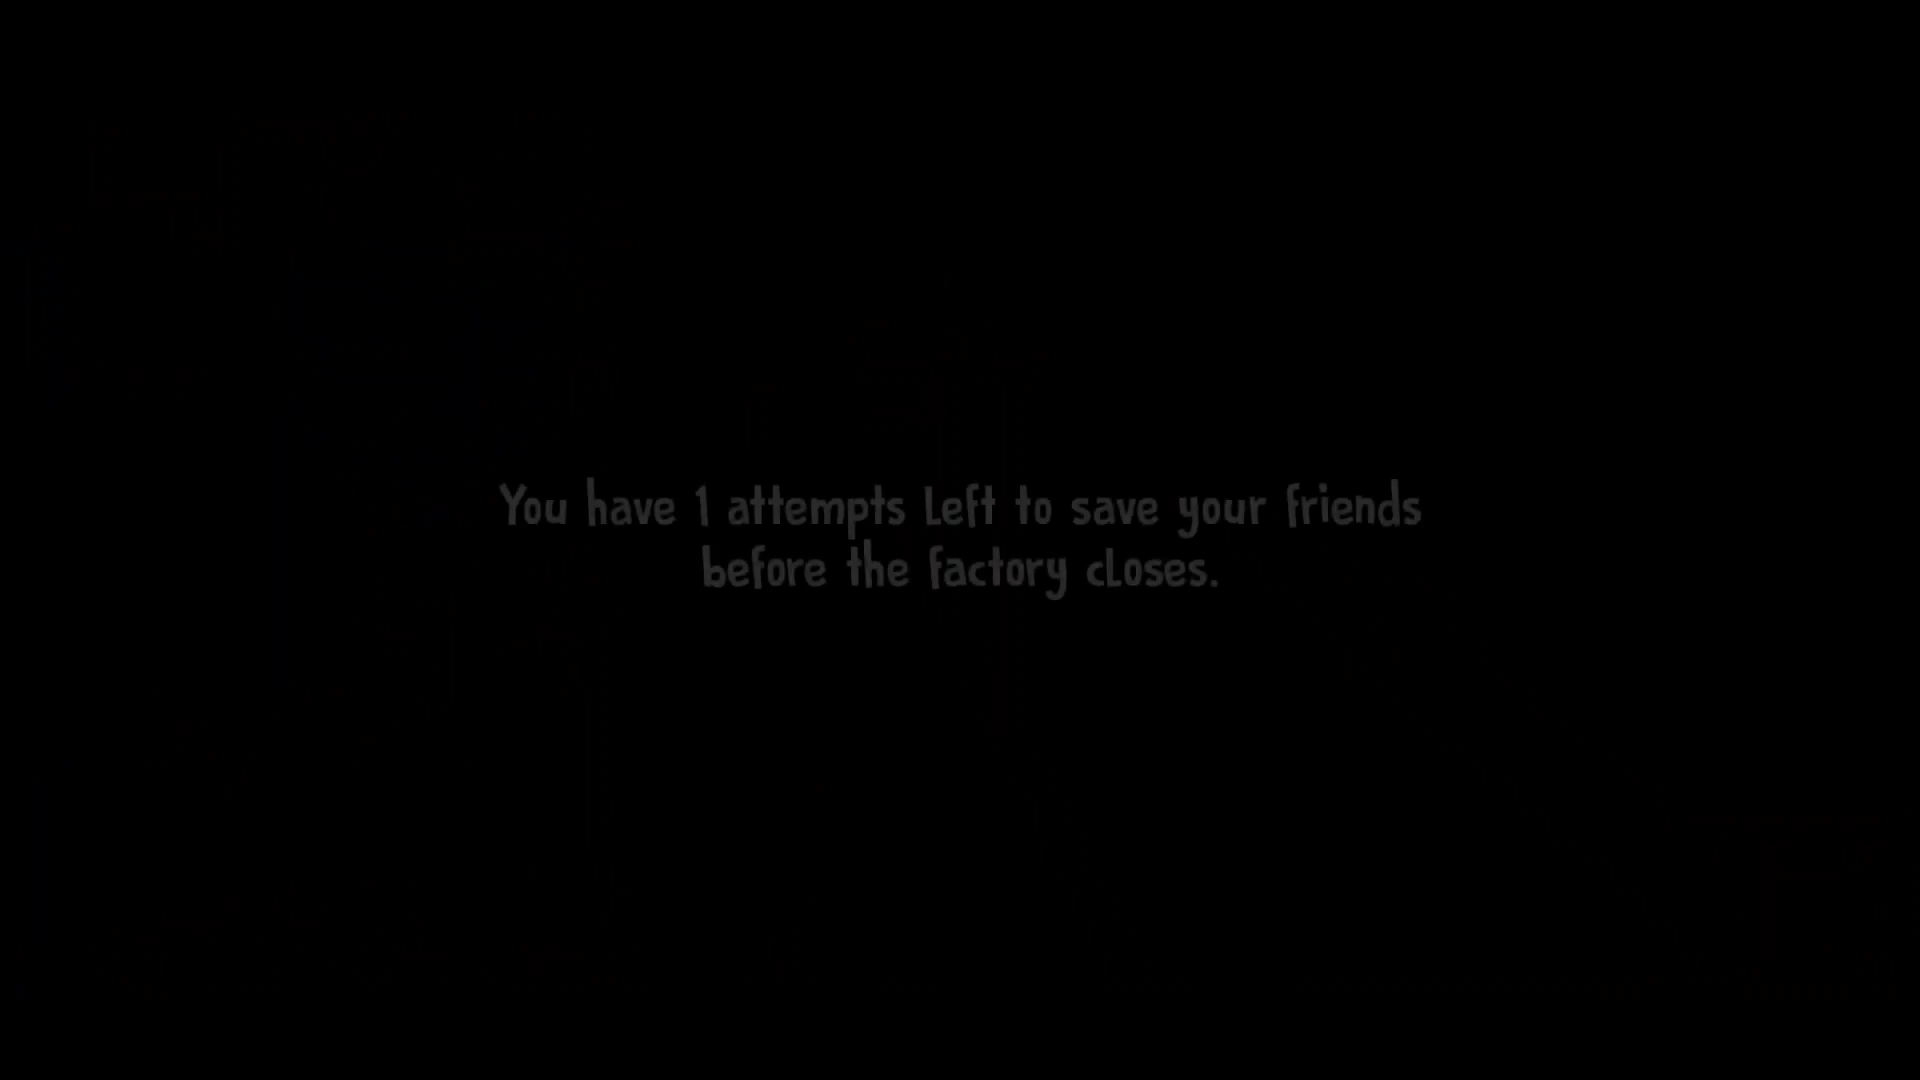 You have 1 attempts left to save your friends
before the factory closes.